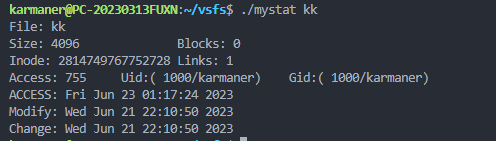 karmaner@PC-20230313FUXN:~/vsfs$ ./mystat kk
File: kk
Size: 4096 Blocks: 0
Inode: 2814749767752728 Links: 1
Access: 755 Uid:( 1000/karmaner) Gid:( 1000/karmaner)
ACCESS: Fri Jun 23 01:17:24 2023
Modify: Wed Jun 21 22:10:50 2023
Change: Wed Jun 21 22:10:50 2023